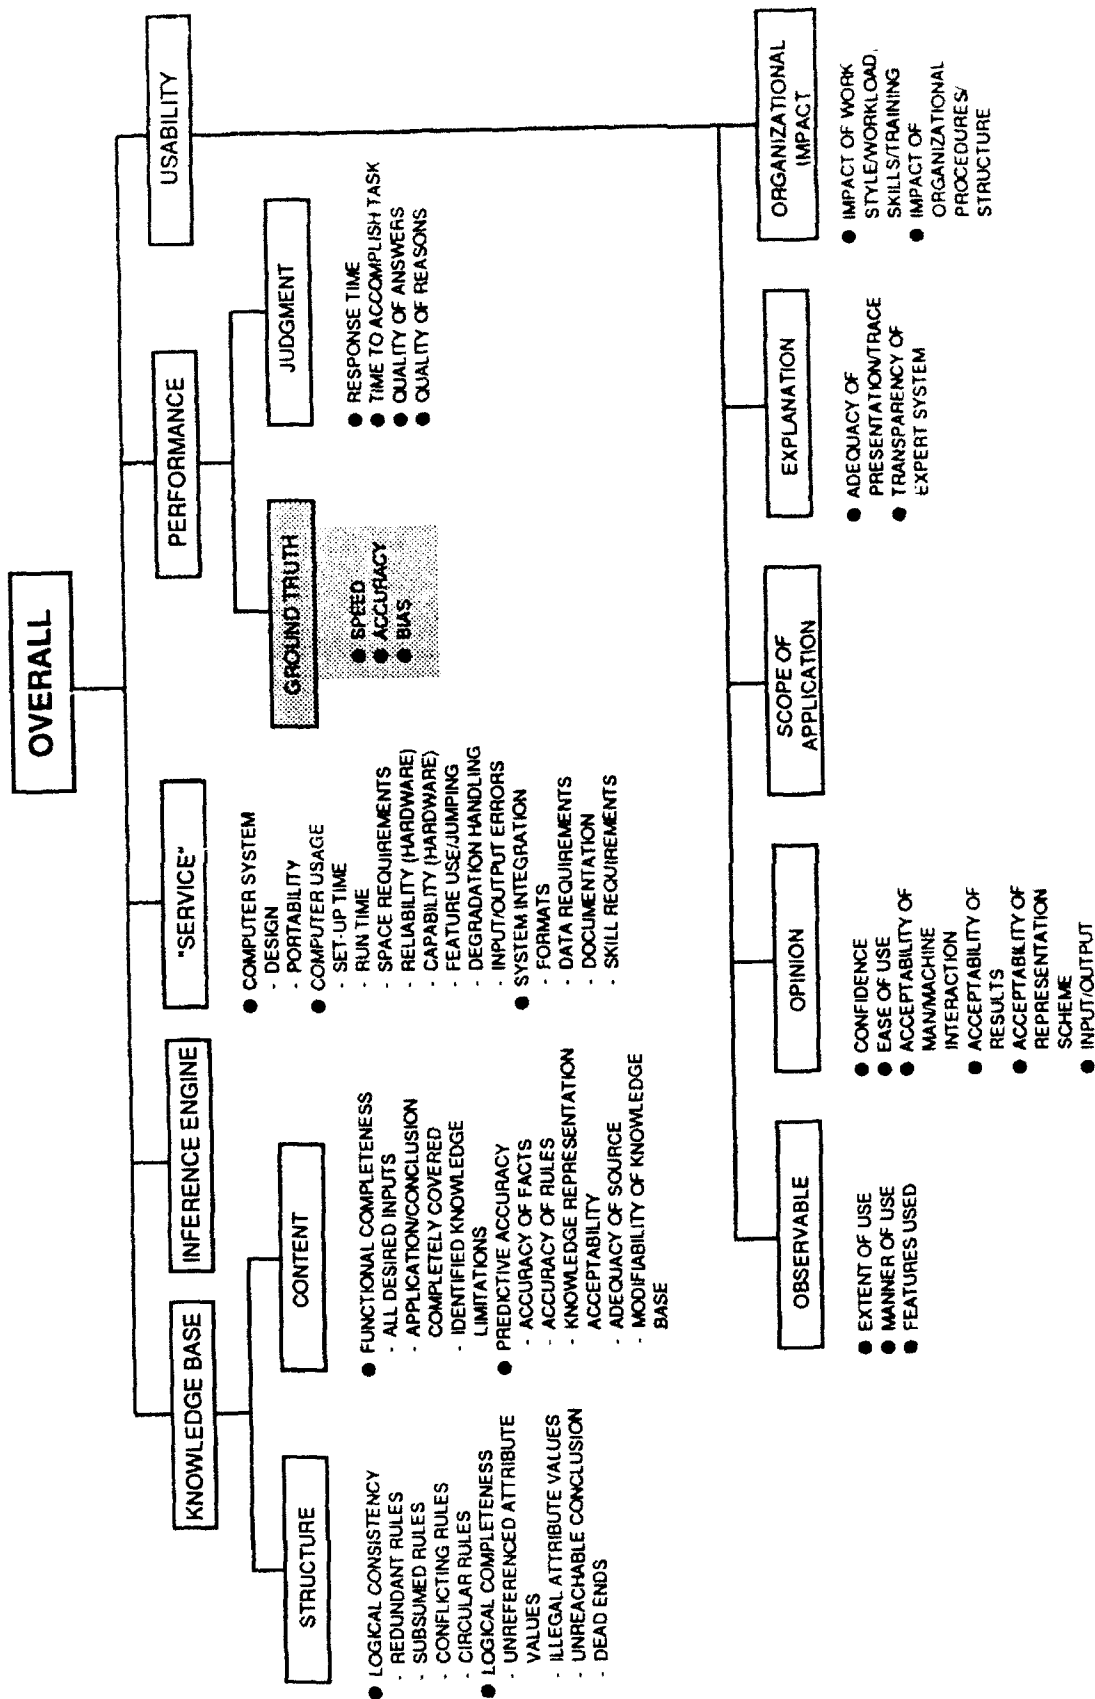 OVERALL
KNOWLEDGE BASE
INFERENCE ENGINE
"SERVICE"
PERFORMANCE
USABILITY
STRUCTURE
● LOGICAL CONSISTENCY
- REDUNDANT RULES
- SUBSUMED RULES
- CONFLICTING RULES
- CIRCULAR RULES
● LOGICAL COMPLETENESS
- UNREFERENCED ATTRIBUTE
VALUES
- ILLEGAL ATTRIBUTE VALUES
- UNREACHABLE CONCLUSION
- DEAD ENDS
CONTENT
● FUNCTIONAL COMPLETENESS
- ALL DESIRED INPUTS
- APPLICATION/CONCLUSION
COMPLETELY COVERED
- IDENTIFIED KNOWLEDGE
LIMITATIONS
● PREDICTIVE ACCURACY
- ACCURACY OF FACTS
- ACCURACY OF RULES
- KNOWLEDGE REPRESENTATION
ACCEPTABILITY
- ADEQUACY OF SOURCE
- MODIFIABILITY OF KNOWLEDGE
BASE
● COMPUTER SYSTEM
- DESIGN
- PORTABILITY
● COMPUTER USAGE
- SET-UP TIME
- RUN TIME
- SPACE REQUIREMENTS
- RELIABILITY (HARDWARE)
- CAPABILITY (HARDWARE)
- FEATURE USE/JUMPING
- DEGRADATION HANDLING
- INPUT/OUTPUT ERRORS
● SYSTEM INTEGRATION
- FORMATS
- DATA REQUIREMENTS
- DOCUMENTATION
- SKILL REQUIREMENTS
GROUND TRUTH
● SPEED
● ACCURACY
● BIAS
JUDGMENT
● RESPONSE TIME
● TIME TO ACCOMPLISH TASK
● QUALITY OF ANSWERS
● QUALITY OF REASONS
OBSERVABLE
● EXTENT OF USE
● MANNER OF USE
● FEATURES USED
OPINION
● CONFIDENCE
● EASE OF USE
● ACCEPTABILITY OF
MAN/MACHINE
INTERACTION
● ACCEPTABILITY OF
RESULTS
● ACCEPTABILITY OF
REPRESENTATION
SCHEME
● INPUT/OUTPUT
SCOPE OF
APPLICATION
EXPLANATION
● ADEQUACY OF
PRESENTATION/TRACE
● TRANSPARENCY OF
EXPERT SYSTEM
ORGANIZATIONAL
IMPACT
● IMPACT OF WORK
STYLE/WORKLOAD,
SKILLS/TRAINING
● IMPACT OF
ORGANIZATIONAL
PROCEDURES/
STRUCTURE